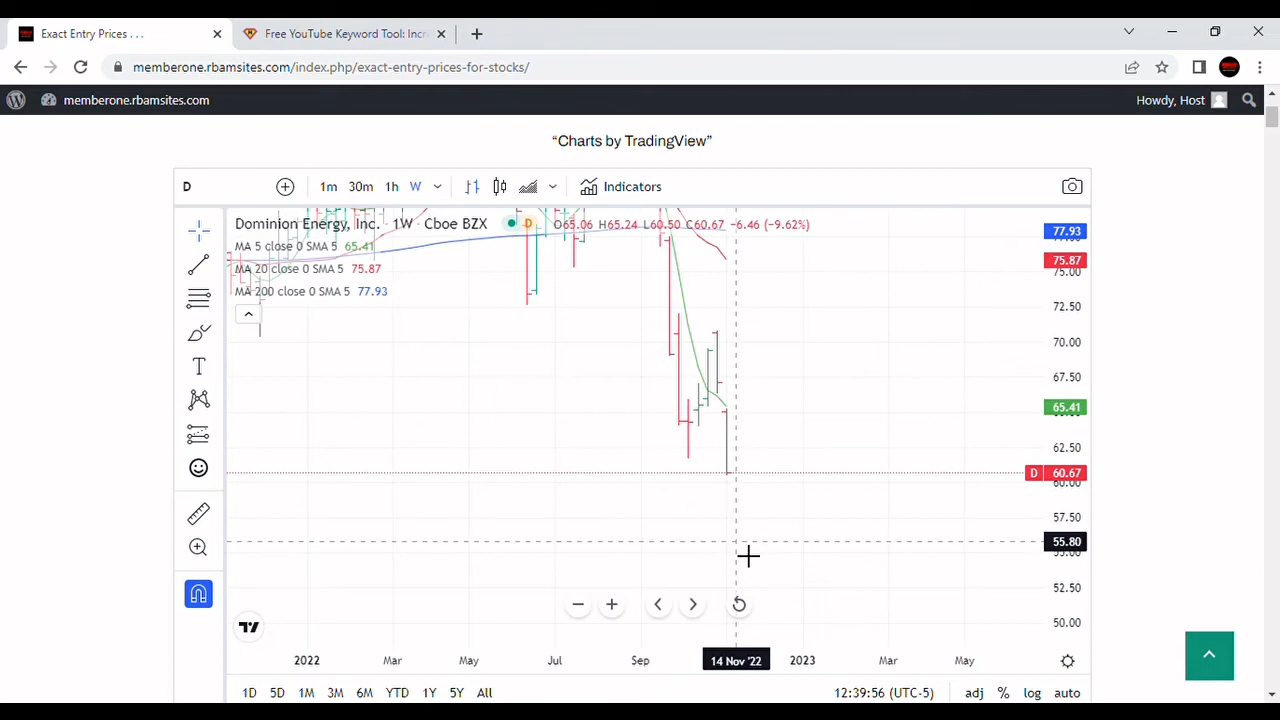 Exact Entry Prices . . .
Free YouTube Keyword Tool: Incr
memberone.rbamsites.com/index.php/exact-entry-prices-for-stocks/
memberone.rbamsites.com
Howdy, Host
“Charts by TradingView”
D
1m 30m 1h W
Indicators
Dominion Energy, Inc. · 1W · Cboe BZX D O65.06 H65.24 L60.50 C60.67 −6.46 (−9.62%)
MA 5 close 0 SMA 5 65.41
MA 20 close 0 SMA 5 75.87
MA 200 close 0 SMA 5 77.93
77.93
75.87
75.00
72.50
70.00
67.50
65.41
62.50
D 60.67
60.00
57.50
55.80
55.00
52.50
50.00
2022 Mar May Jul Sep 14 Nov '22 2023 Mar May
1D 5D 1M 3M 6M YTD 1Y 5Y All
12:39:56 (UTC-5) adj % log auto